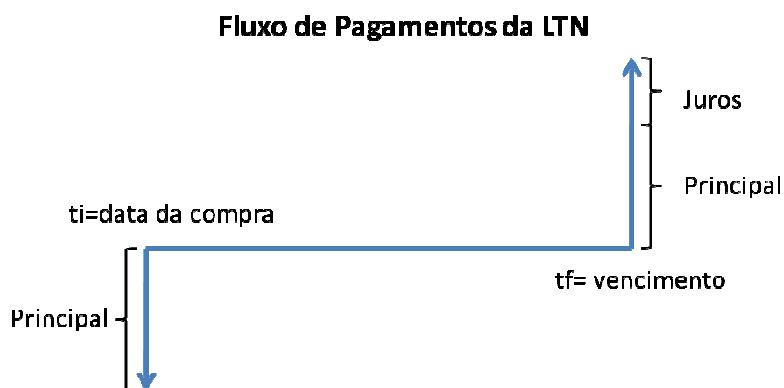 Fluxo de Pagamentos da LTN
Juros
Principal
ti=data da compra
tf= vencimento
Principal